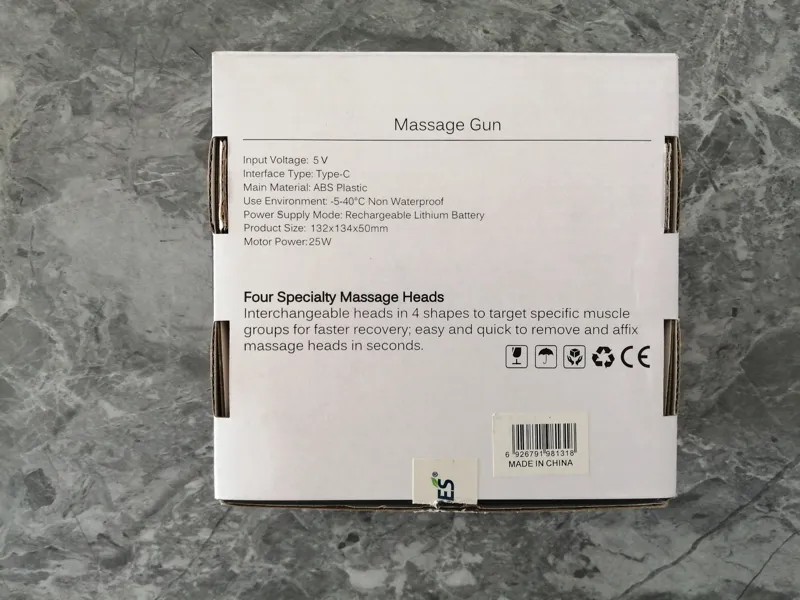 Massage Gun
Input Voltage: 5 V
Interface Type: Type-C
Main Material: ABS Plastic
Use Environment: -5-40°C Non Waterproof
Power Supply Mode: Rechargeable Lithium Battery
Product Size: 132x134x50mm
Motor Power:25W
Four Specialty Massage Heads
Interchangeable heads in 4 shapes to target specific muscle
groups for faster recovery; easy and quick to remove and affix
massage heads in seconds.
CE
6 926791 981318
MADE IN CHINA